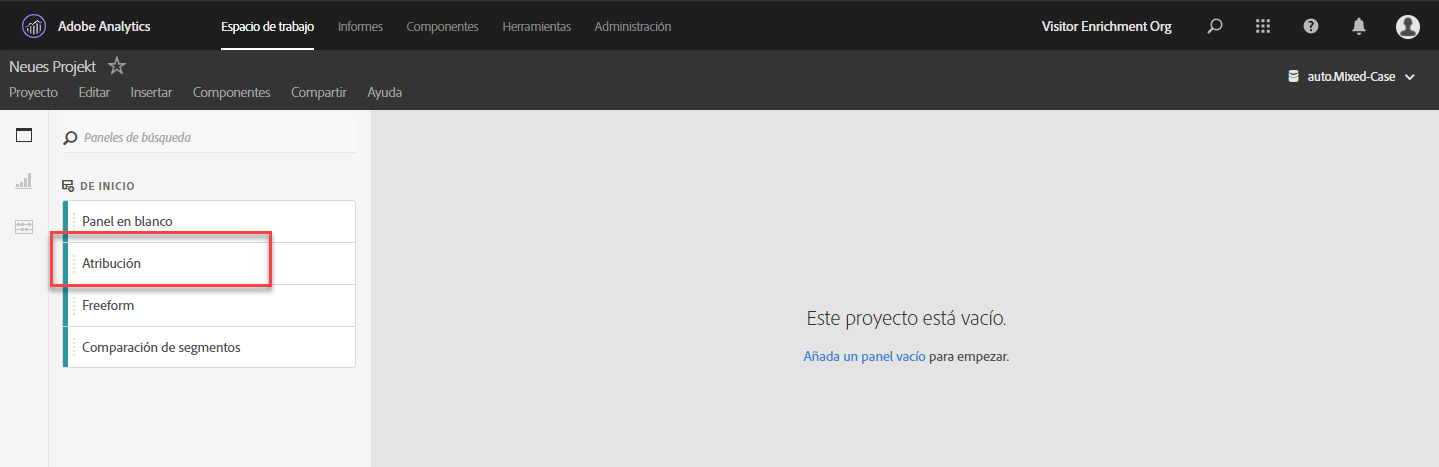 Adobe Analytics Espacio de trabajo Informes Componentes Herramientas Administración Visitor Enrichment Org
Neues Projekt
auto.Mixed-Case
Proyecto Editar Insertar Componentes Compartir Ayuda
Paneles de búsqueda
DE INICIO
Panel en blanco
Atribución
Freeform
Comparación de segmentos
Este proyecto está vacío.
Añada un panel vacío para empezar.